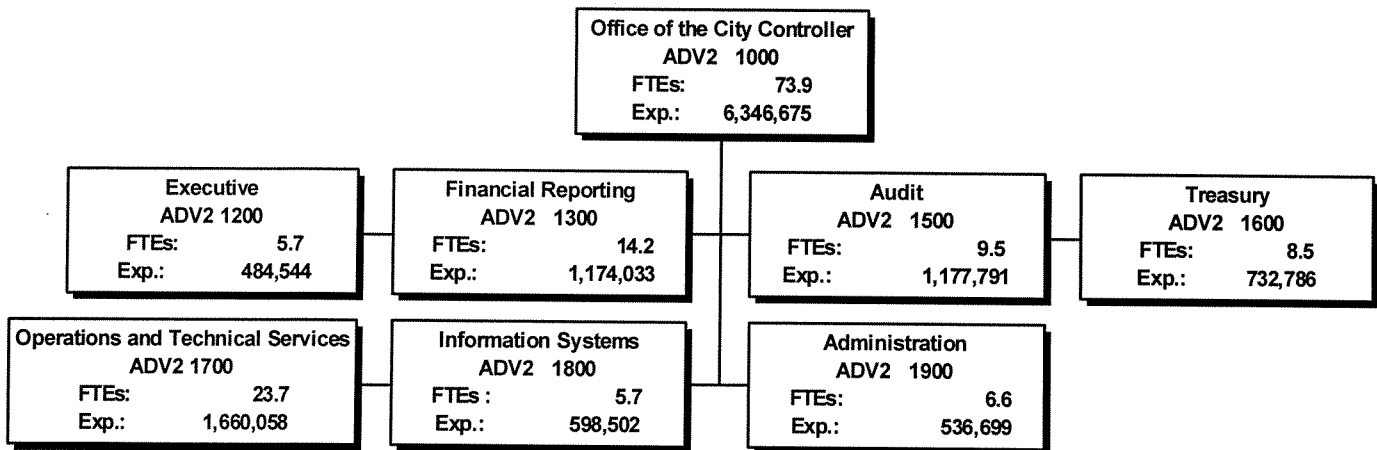 Office of the City Controller
ADV2 1000
FTEs: 73.9
Exp.: 6,346,675
Executive
ADV2 1200
FTEs: 5.7
Exp.: 484,544
Financial Reporting
ADV2 1300
FTEs: 14.2
Exp.: 1,174,033
Audit
ADV2 1500
FTEs: 9.5
Exp.: 1,177,791
Treasury
ADV2 1600
FTEs: 8.5
Exp.: 732,786
Operations and Technical Services
ADV2 1700
FTEs: 23.7
Exp.: 1,660,058
Information Systems
ADV2 1800
FTEs : 5.7
Exp.: 598,502
Administration
ADV2 1900
FTEs: 6.6
Exp.: 536,699